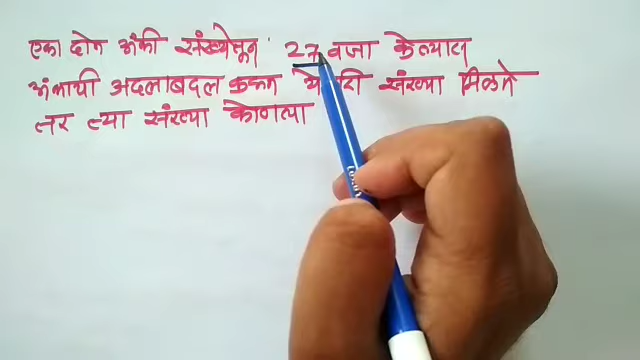 एका दोन अंकी संख्येतून 27 वजा केल्यास
अंकाची अदलाबदल करून येणारी संख्या मिळते
तर त्या संख्या कोणत्या